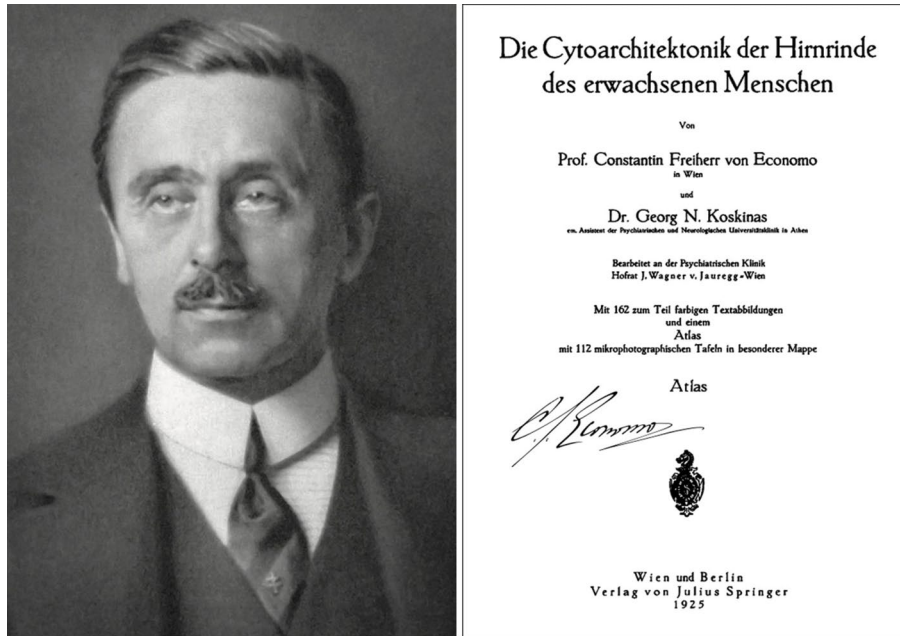 Die Cytoarchitektonik der Hirnrinde
des erwachsenen Menschen
Von
Prof. Constantin Freiherr von Economo
in Wien
und
Dr. Georg N. Koskinas
em. Assistent der Psychiatrischen und Neurologischen Universitätsklinik in Athen
Bearbeitet an der Psychiatrischen Klinik
Hofrat J. Wagner v. Jauregg-Wien
Mit 162 zum Teil farbigen Textabbildungen
und einem
Atlas
mit 112 mikrophotographischen Tafeln in besonderer Mappe
Atlas
C. f. Economo
Wien und Berlin
Verlag von Julius Springer
1925